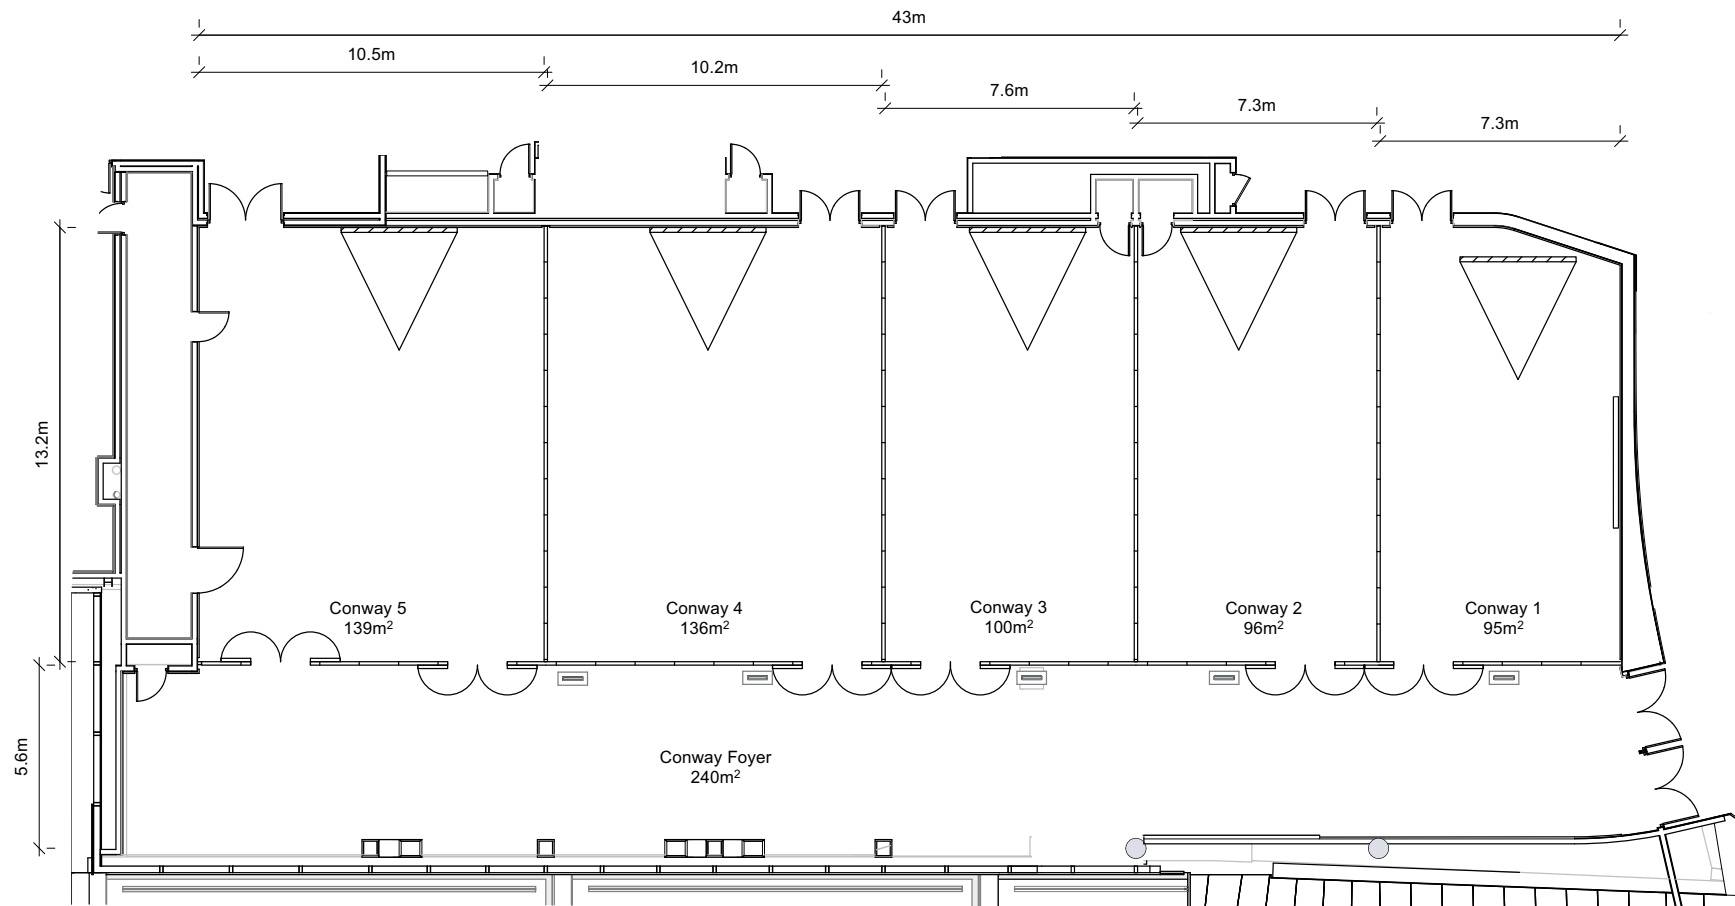 43m
10.5m
10.2m
7.6m
7.3m
7.3m
13.2m
Conway 5
139m²
Conway 4
136m²
Conway 3
100m²
Conway 2
96m²
Conway 1
95m²
5.6m
Conway Foyer
240m²